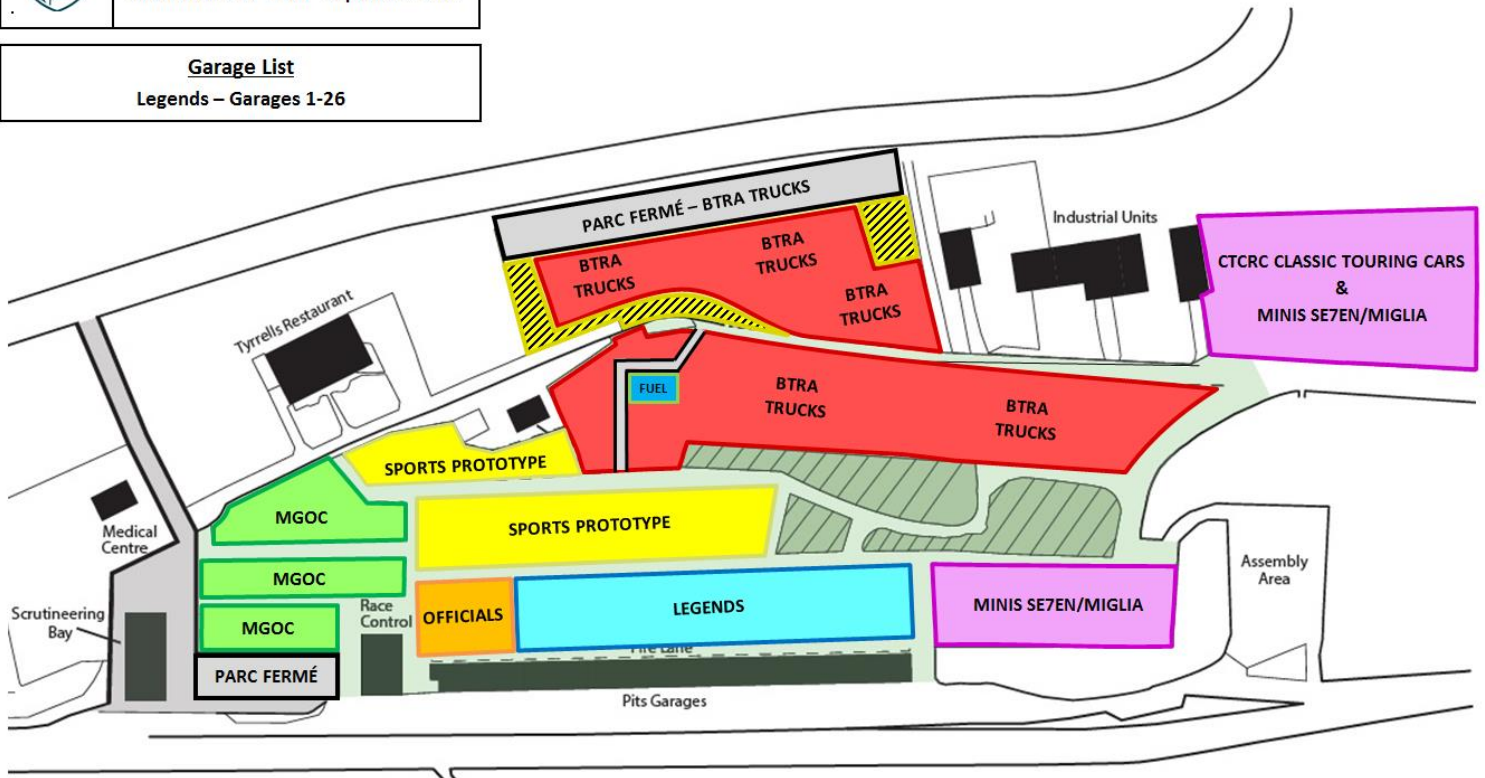 Garage List
Legends – Garages 1-26
PARC FERMÉ – BTRA TRUCKS
BTRA
TRUCKS
BTRA
TRUCKS
BTRA
TRUCKS
Industrial Units
CTCRC CLASSIC TOURING CARS
&
MINIS SE7EN/MIGLIA
Tyrrells Restaurant
FUEL
BTRA
TRUCKS
BTRA
TRUCKS
SPORTS PROTOTYPE
MGOC
SPORTS PROTOTYPE
Medical
Centre
MGOC
Assembly
Area
Scrutineering
Bay
MGOC
Race
Control
OFFICIALS
LEGENDS
MINIS SE7EN/MIGLIA
PARC FERMÉ
Pits Garages